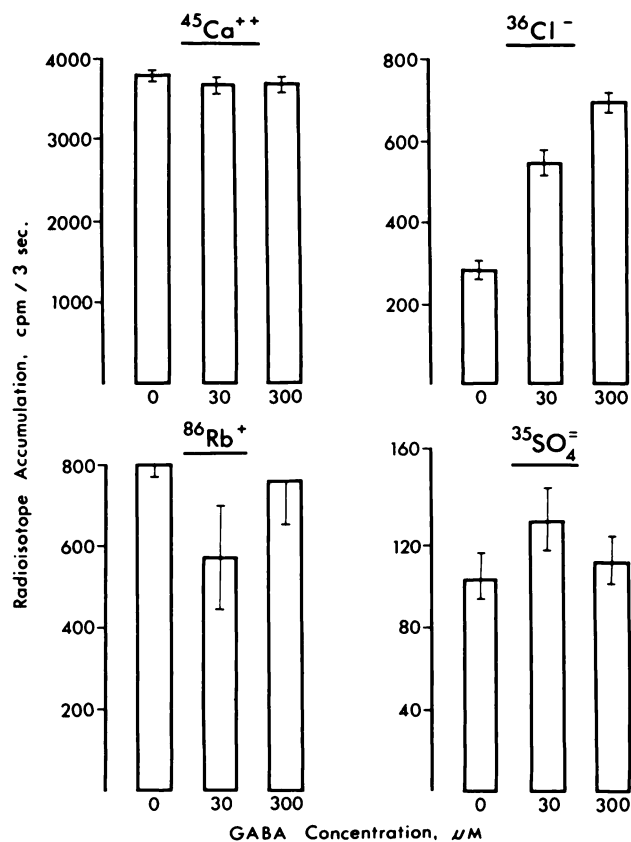 45Ca++
4000
3000
2000
1000
0 30 300
36Cl-
800
600
400
200
0 30 300
Radioisotope Accumulation, cpm / 3 sec.
86Rb+
800
600
400
200
0 30 300
35SO4=
160
120
80
40
0 30 300
GABA Concentration, μM